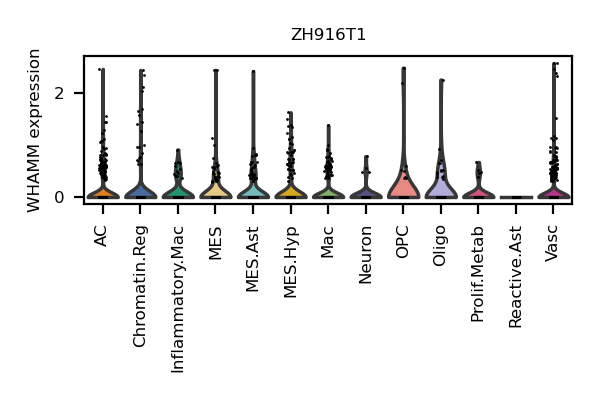 ZH916T1
WHAMM expression
2
0
AC
Chromatin.Reg
Inflammatory.Mac
MES
MES.Ast
MES.Hyp
Mac
Neuron
OPC
Oligo
Prolif.Metab
Reactive.Ast
Vasc